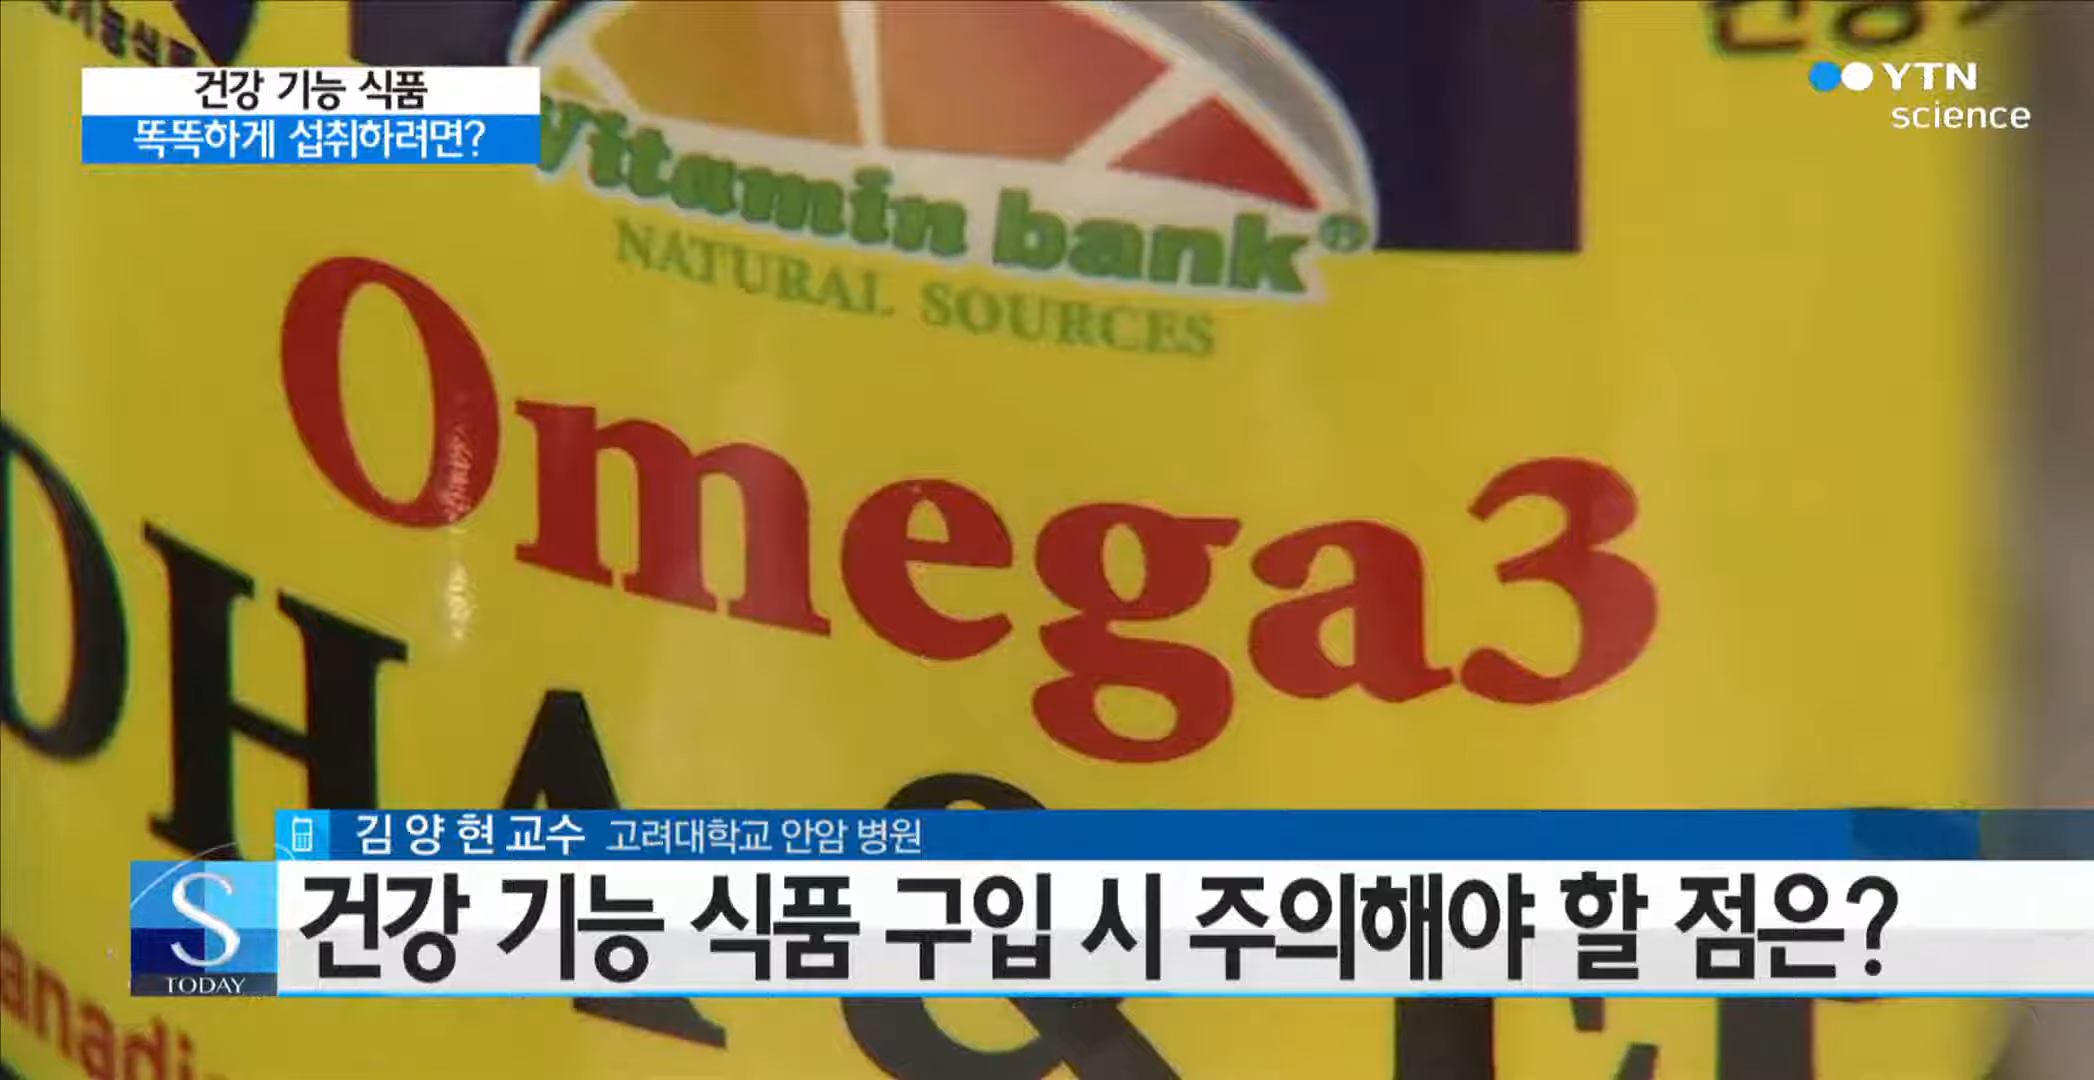 건강 기능 식품
똑똑하게 섭취하려면?
YTN
science
Vitamin bank®
NATURAL SOURCES
Omega3
DHA &
김양현 교수 고려대학교 안암 병원
건강 기능 식품 구입 시 주의해야 할 점은?
S
TODAY